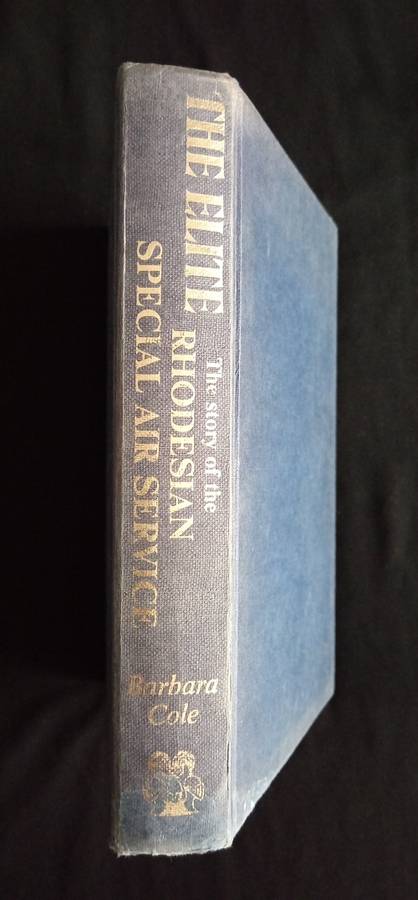 THE ELITE
The story of the
RHODESIAN
SPECIAL AIR SERVICE
Barbara
Cole